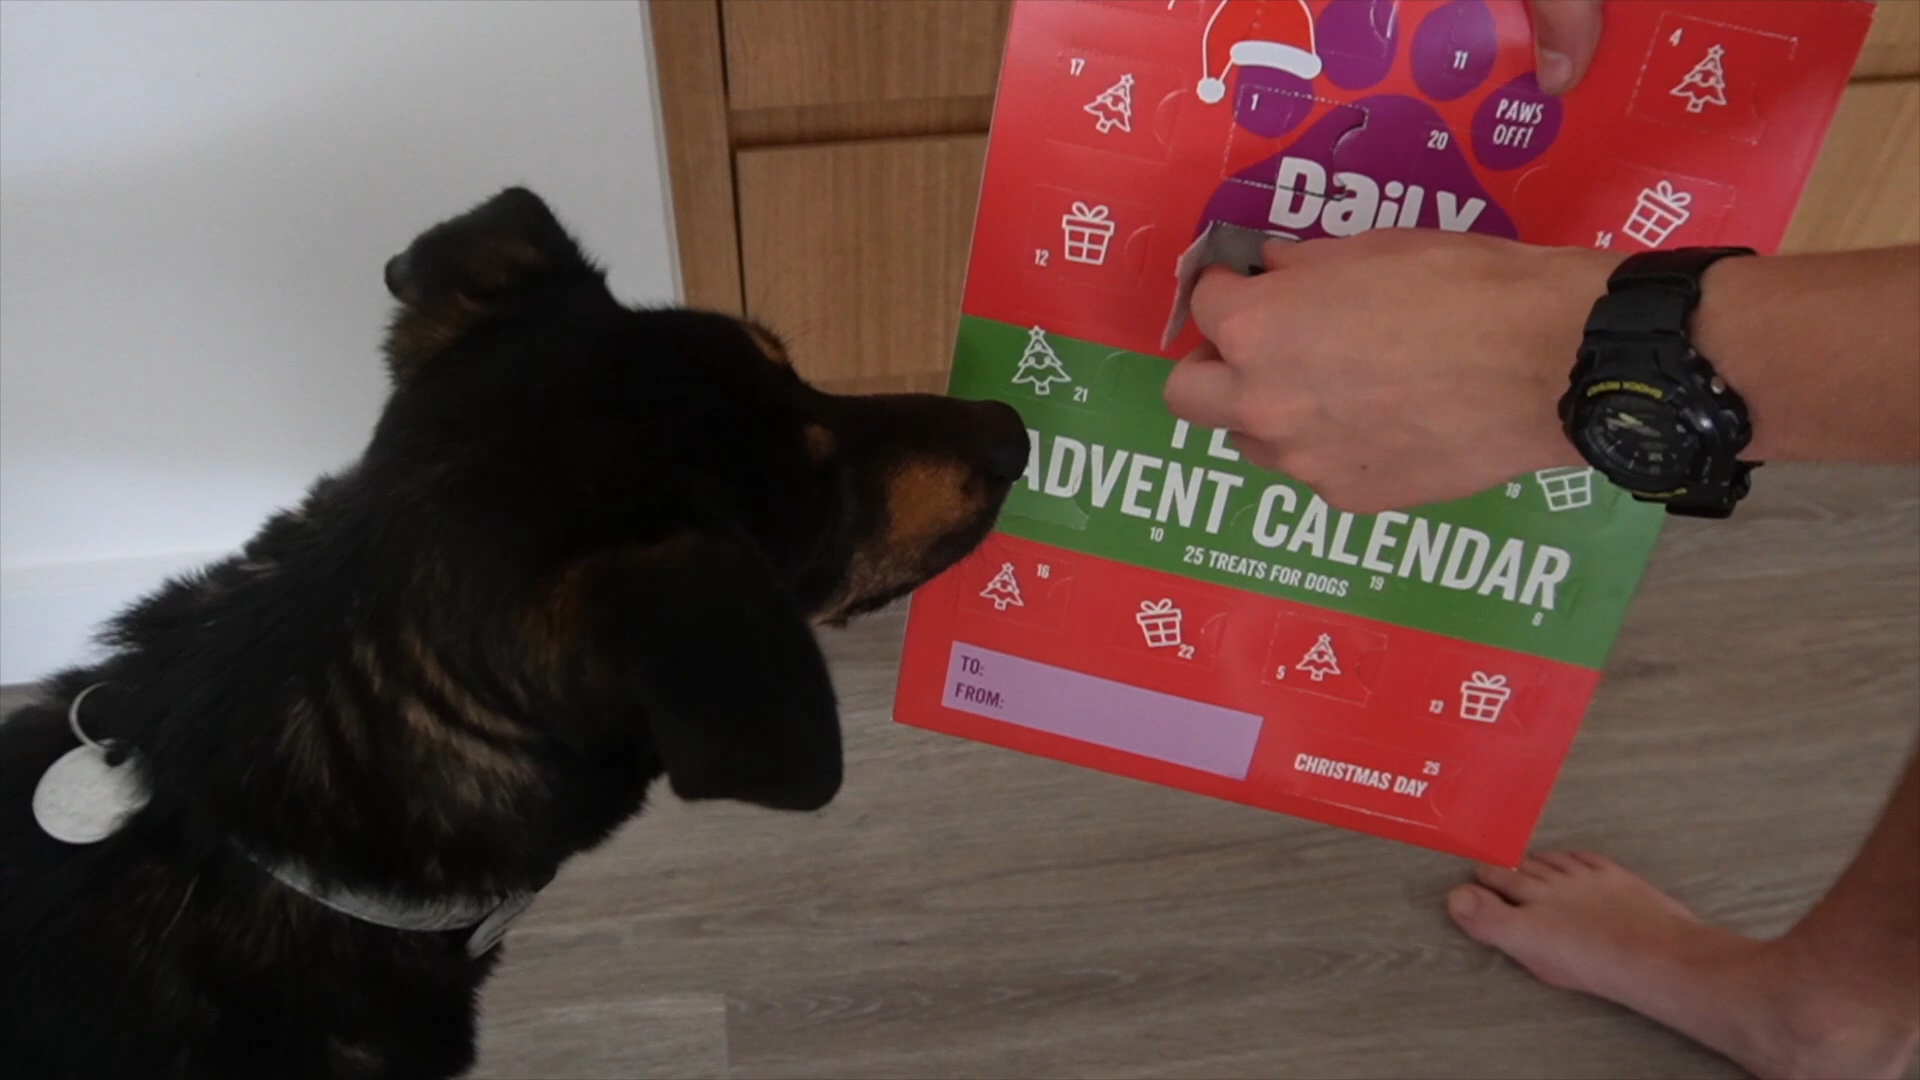 17
11
4
1
20
PAWS
OFF!
DaiLY
12
14
21
ADVENT CALENDAR
18
10
25 TREATS FOR DOGS
19
8
16
22
5
13
TO:
FROM:
CHRISTMAS DAY
25